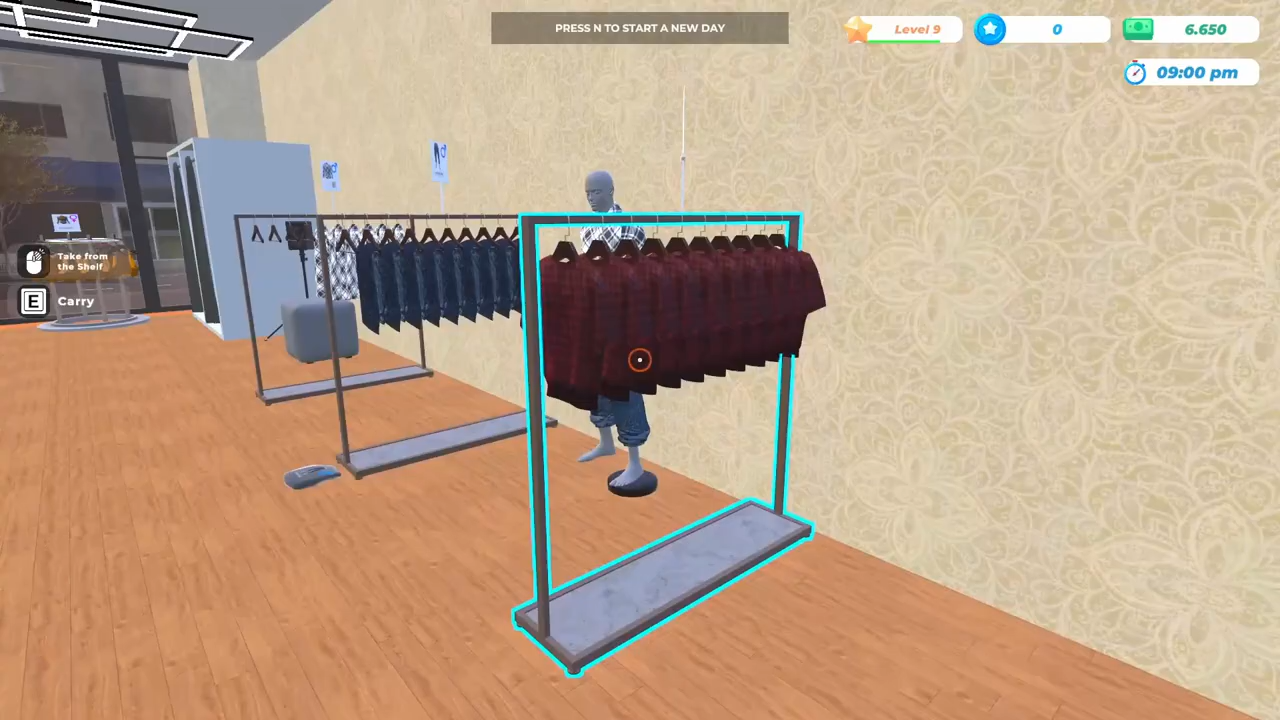 PRESS N TO START A NEW DAY
Level 9
0
6.650
09:00 pm
Take from
the Shelf
E
Carry